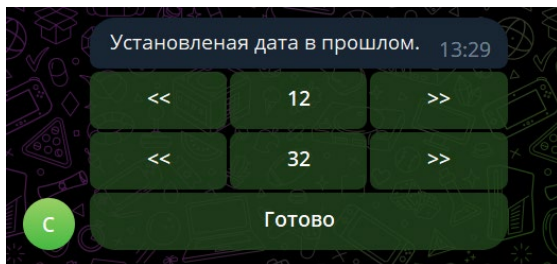 Установленая дата в прошлом. 13:29
<< 12 >>
<< 32 >>
Готово
C